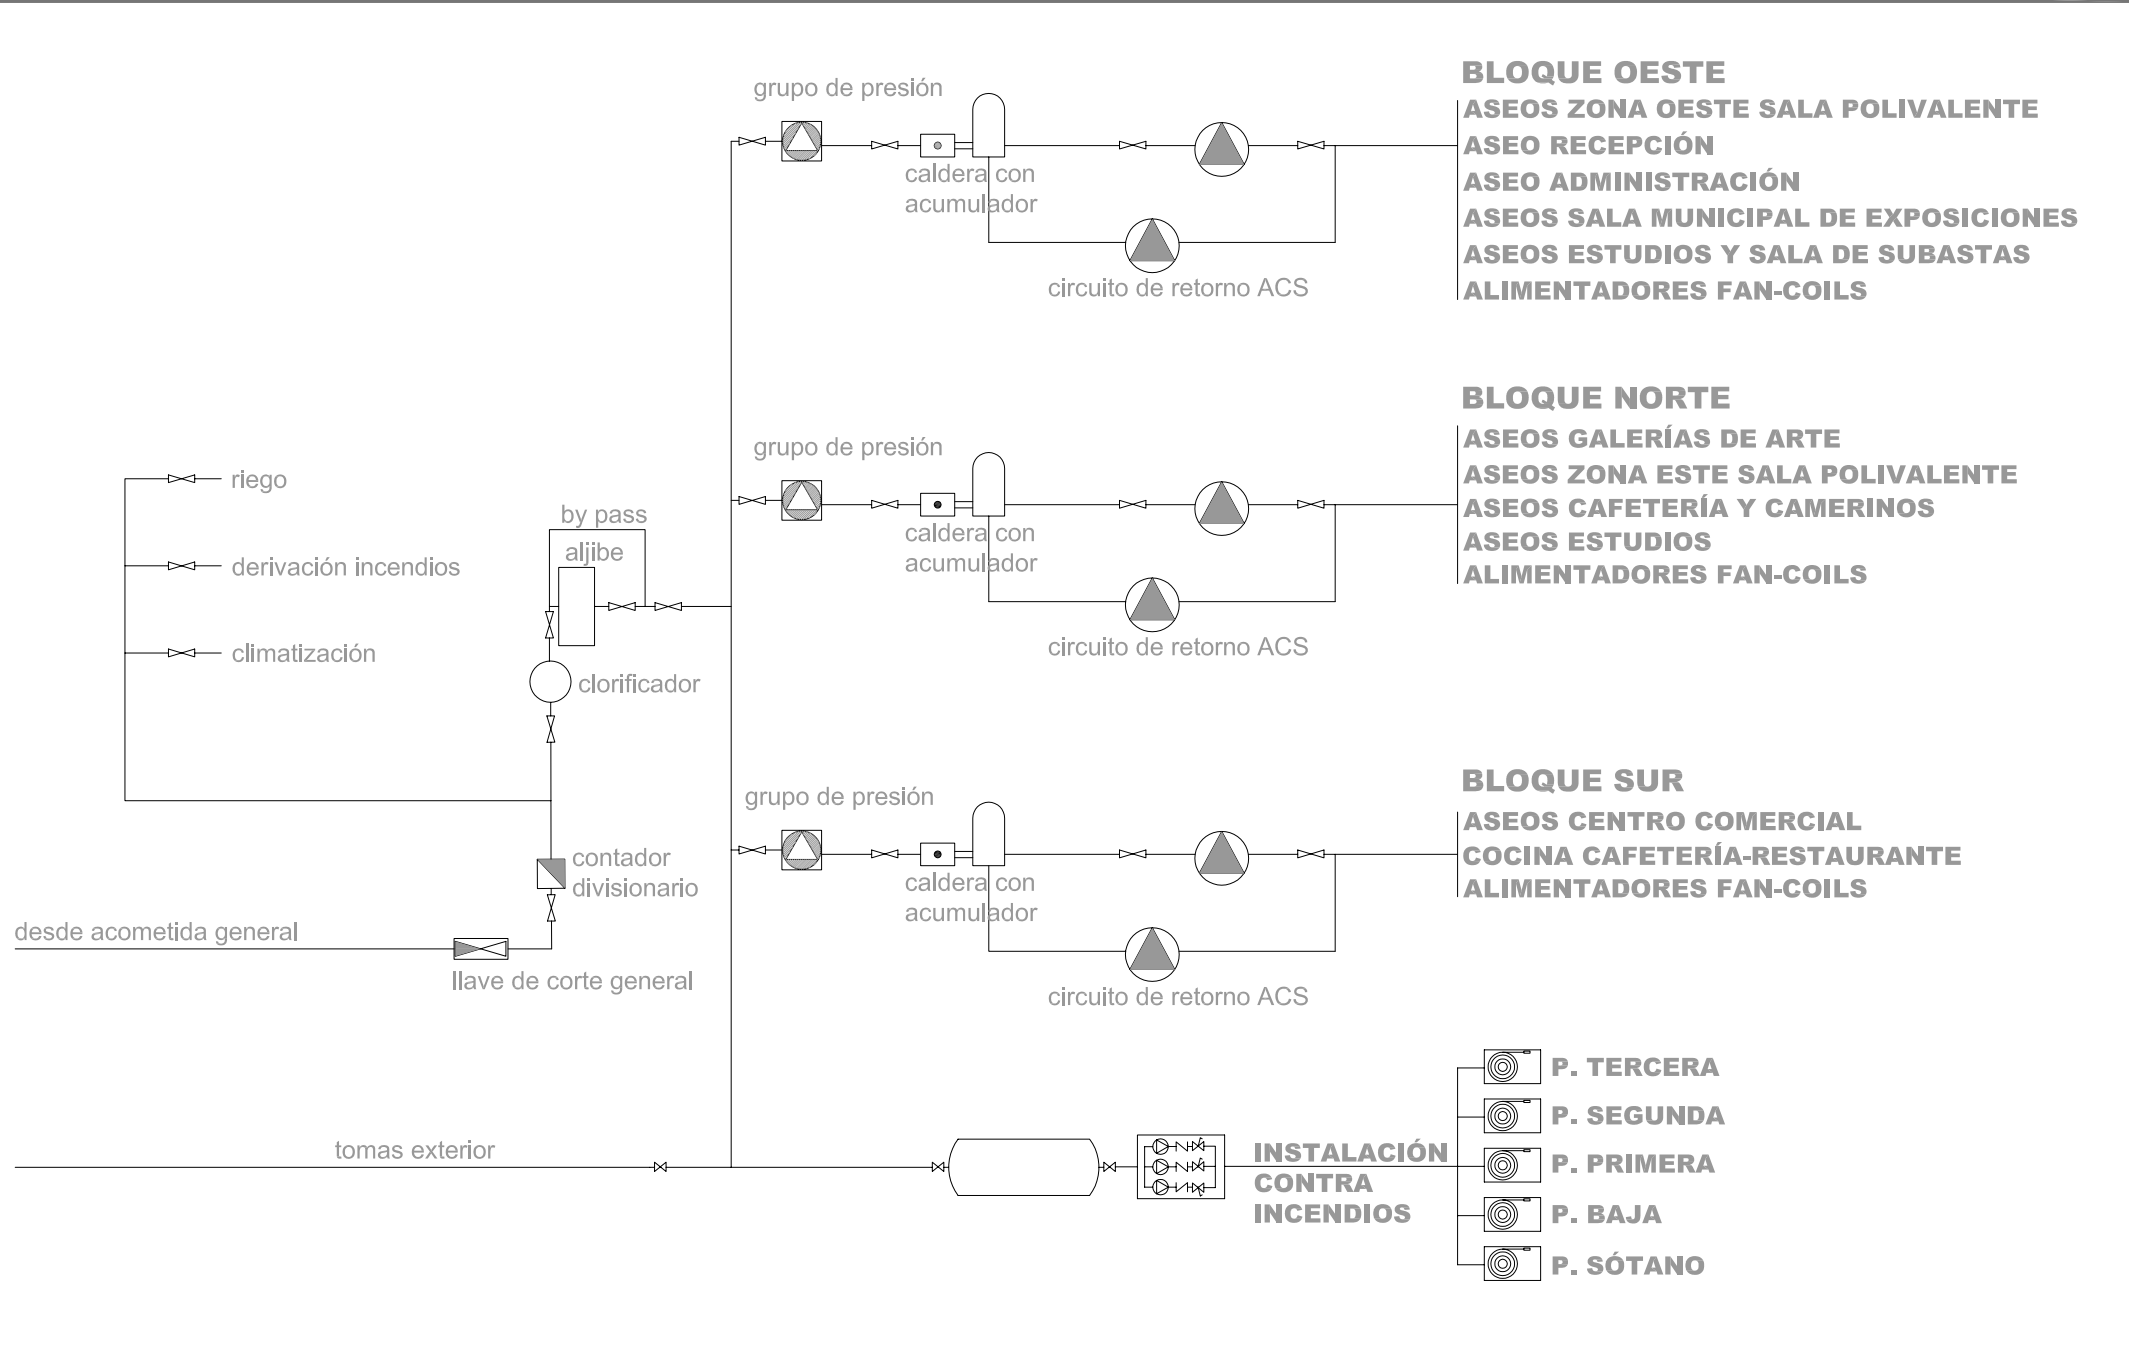 grupo de presión
caldera con
acumulador
circuito de retorno ACS
BLOQUE OESTE
ASEOS ZONA OESTE SALA POLIVALENTE
ASEO RECEPCIÓN
ASEO ADMINISTRACIÓN
ASEOS SALA MUNICIPAL DE EXPOSICIONES
ASEOS ESTUDIOS Y SALA DE SUBASTAS
ALIMENTADORES FAN-COILS
grupo de presión
caldera con
acumulador
circuito de retorno ACS
BLOQUE NORTE
ASEOS GALERÍAS DE ARTE
ASEOS ZONA ESTE SALA POLIVALENTE
ASEOS CAFETERÍA Y CAMERINOS
ASEOS ESTUDIOS
ALIMENTADORES FAN-COILS
riego
derivación incendios
climatización
by pass
aljibe
clorificador
contador
divisionario
desde acometida general
llave de corte general
grupo de presión
caldera con
acumulador
circuito de retorno ACS
BLOQUE SUR
ASEOS CENTRO COMERCIAL
COCINA CAFETERÍA-RESTAURANTE
ALIMENTADORES FAN-COILS
tomas exterior
INSTALACIÓN
CONTRA
INCENDIOS
P. TERCERA
P. SEGUNDA
P. PRIMERA
P. BAJA
P. SÓTANO